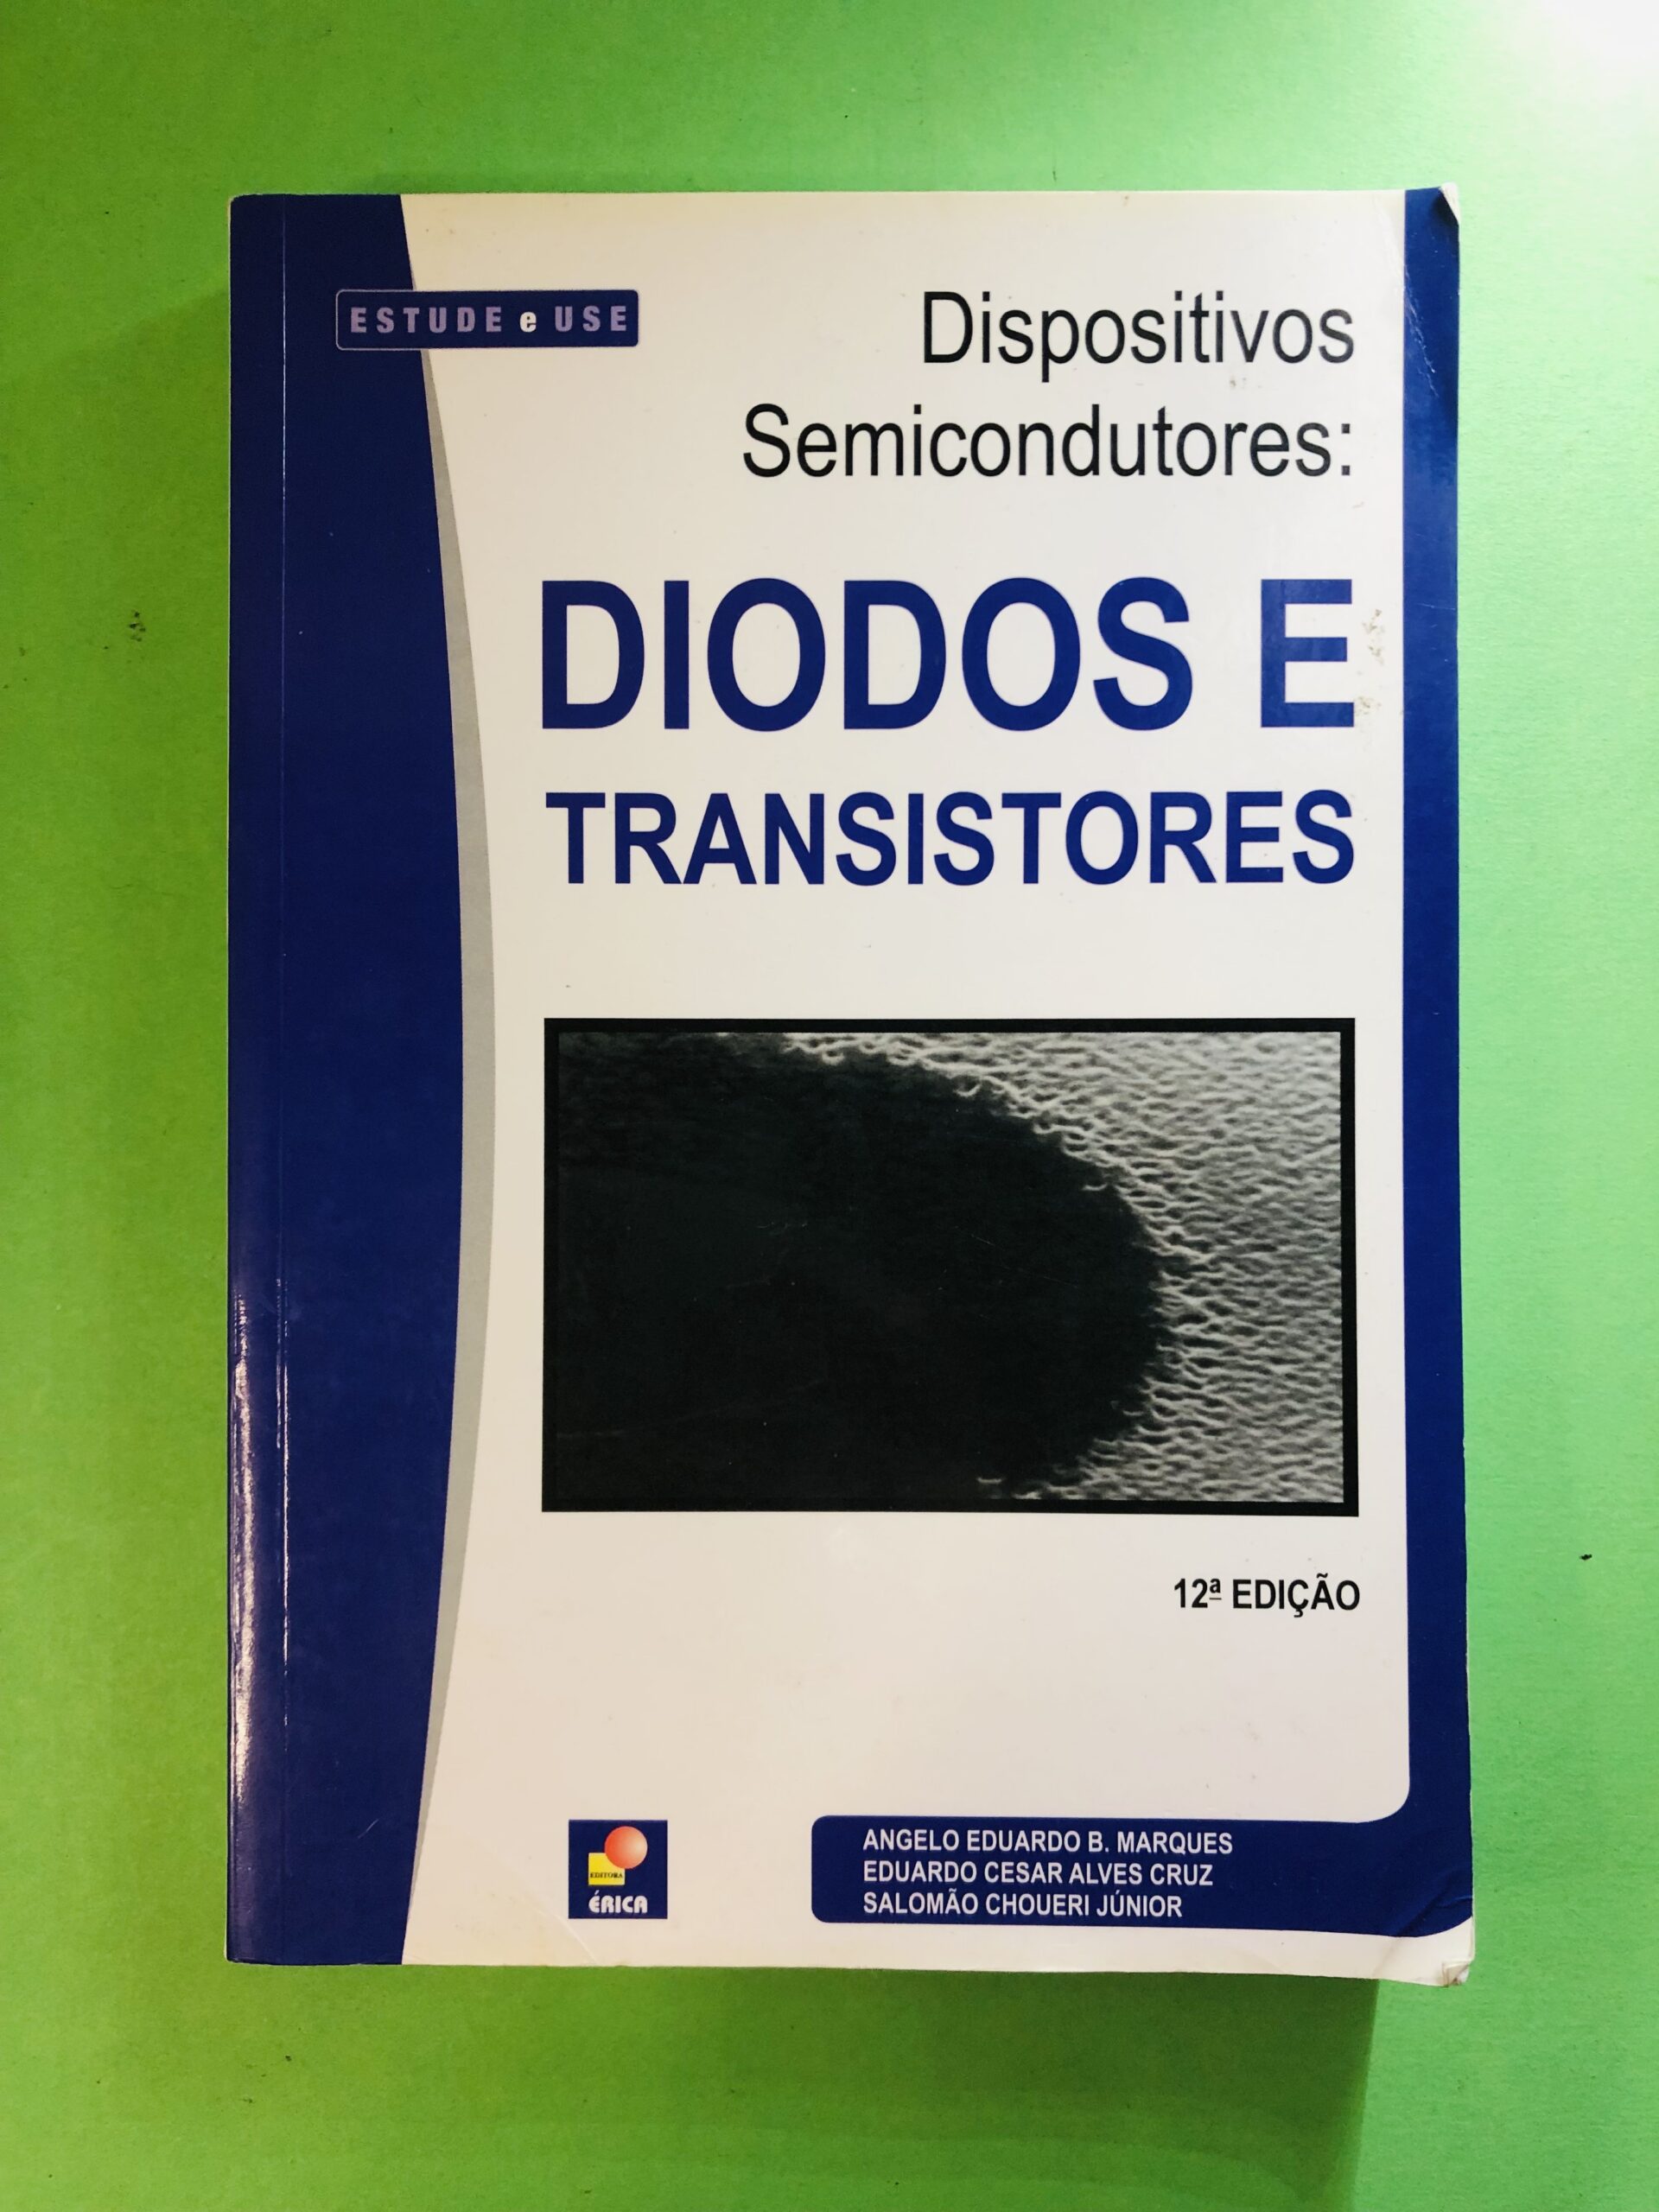 ESTUDE e USE
Dispositivos
Semicondutores:
DIODOS E
TRANSISTORES
12ª EDIÇÃO
EDITORA
ÉRICA
ANGELO EDUARDO B. MARQUES
EDUARDO CESAR ALVES CRUZ
SALOMÃO CHOUERI JÚNIOR